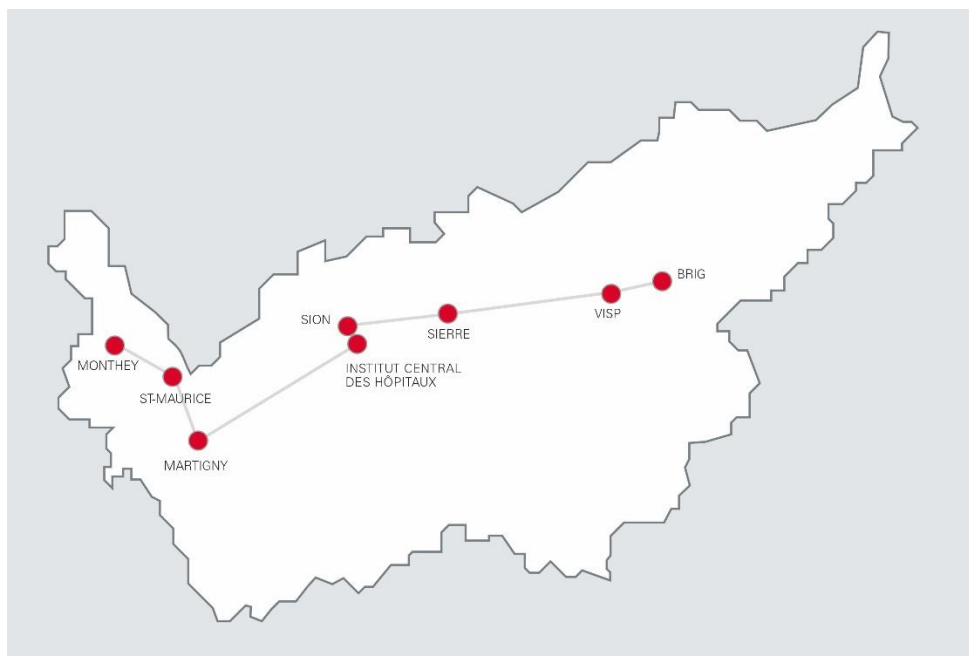 BRIG
VISP
SION
SIERRE
MONTHEY
INSTITUT CENTRAL
DES HÔPITAUX
ST-MAURICE
MARTIGNY